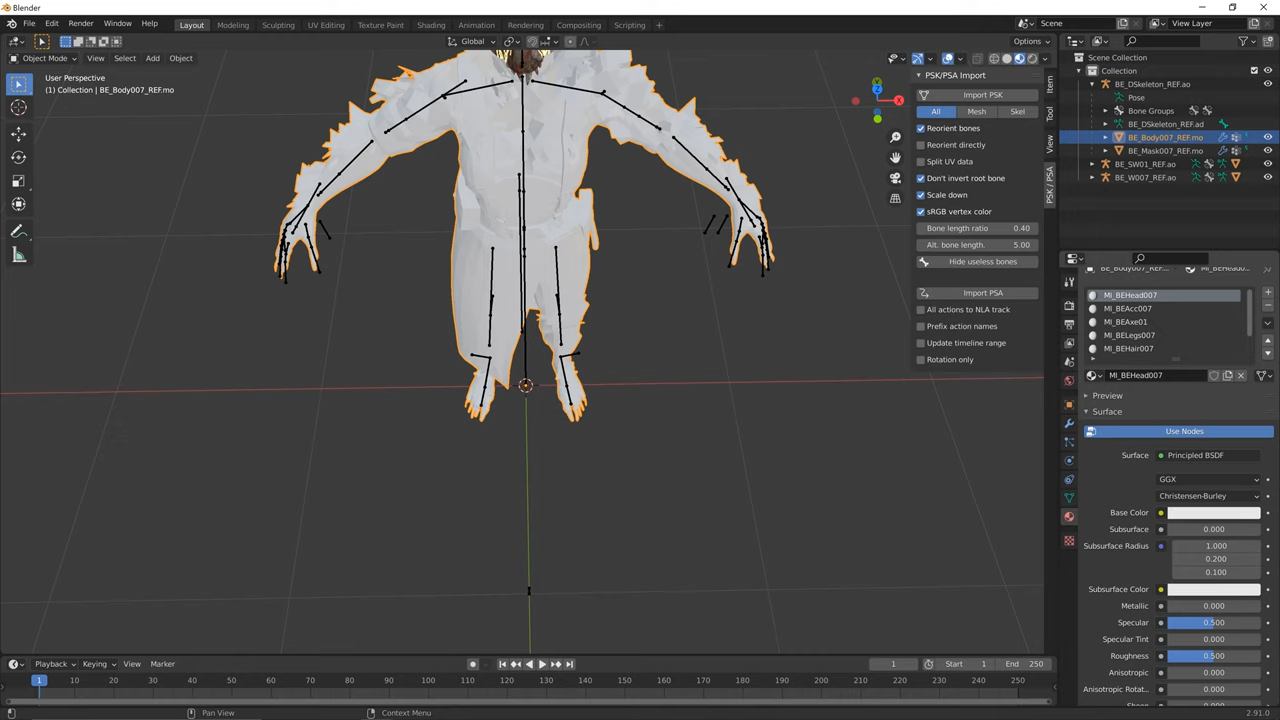 Blender
File Edit Render Window Help Layout Modeling Sculpting UV Editing Texture Paint Shading Animation Rendering Compositing Scripting + Scene View Layer
Global Options
Object Mode View Select Add Object
User Perspective
(1) Collection | BE_Body007_REF.mo
Z
X
Y
Item
Tool
View
PSK / PSA
PSK/PSA Import
Import PSK
All Mesh Skel
Reorient bones
Reorient directly
Split UV data
Don't invert root bone
Scale down
sRGB vertex color
Bone length ratio 0.40
Alt. bone length. 5.00
Hide useless bones
Import PSA
All actions to NLA track
Prefix action names
Update timeline range
Rotation only
Scene Collection
Collection
BE_DSkeleton_REF.ao
Pose
Bone Groups
BE_DSkeleton_REF.ad
BE_Body007_REF.mo
BE_Mask007_REF.mo
BE_SW01_REF.ao
BE_W007_REF.ao
BE_Body007_REF... MI_BEHead0...
MI_BEHead007
MI_BEAcc007
MI_BEAxe01
MI_BELegs007
MI_BEHair007
MI_BEHead007
Preview
Surface
Use Nodes
Surface Principled BSDF
GGX
Christensen-Burley
Base Color
Subsurface 0.000
Subsurface Radius 1.000
0.200
0.100
Subsurface Color
Metallic 0.000
Specular 0.500
Specular Tint 0.000
Roughness 0.500
Anisotropic 0.000
Anisotropic Rotat... 0.000
Playback Keying View Marker 1 Start 1 End 250
1 10 20 30 40 50 60 70 80 90 100 110 120 130 140 150 160 170 180 190 200 210 220 230 240 250
Pan View Context Menu 2.91.0